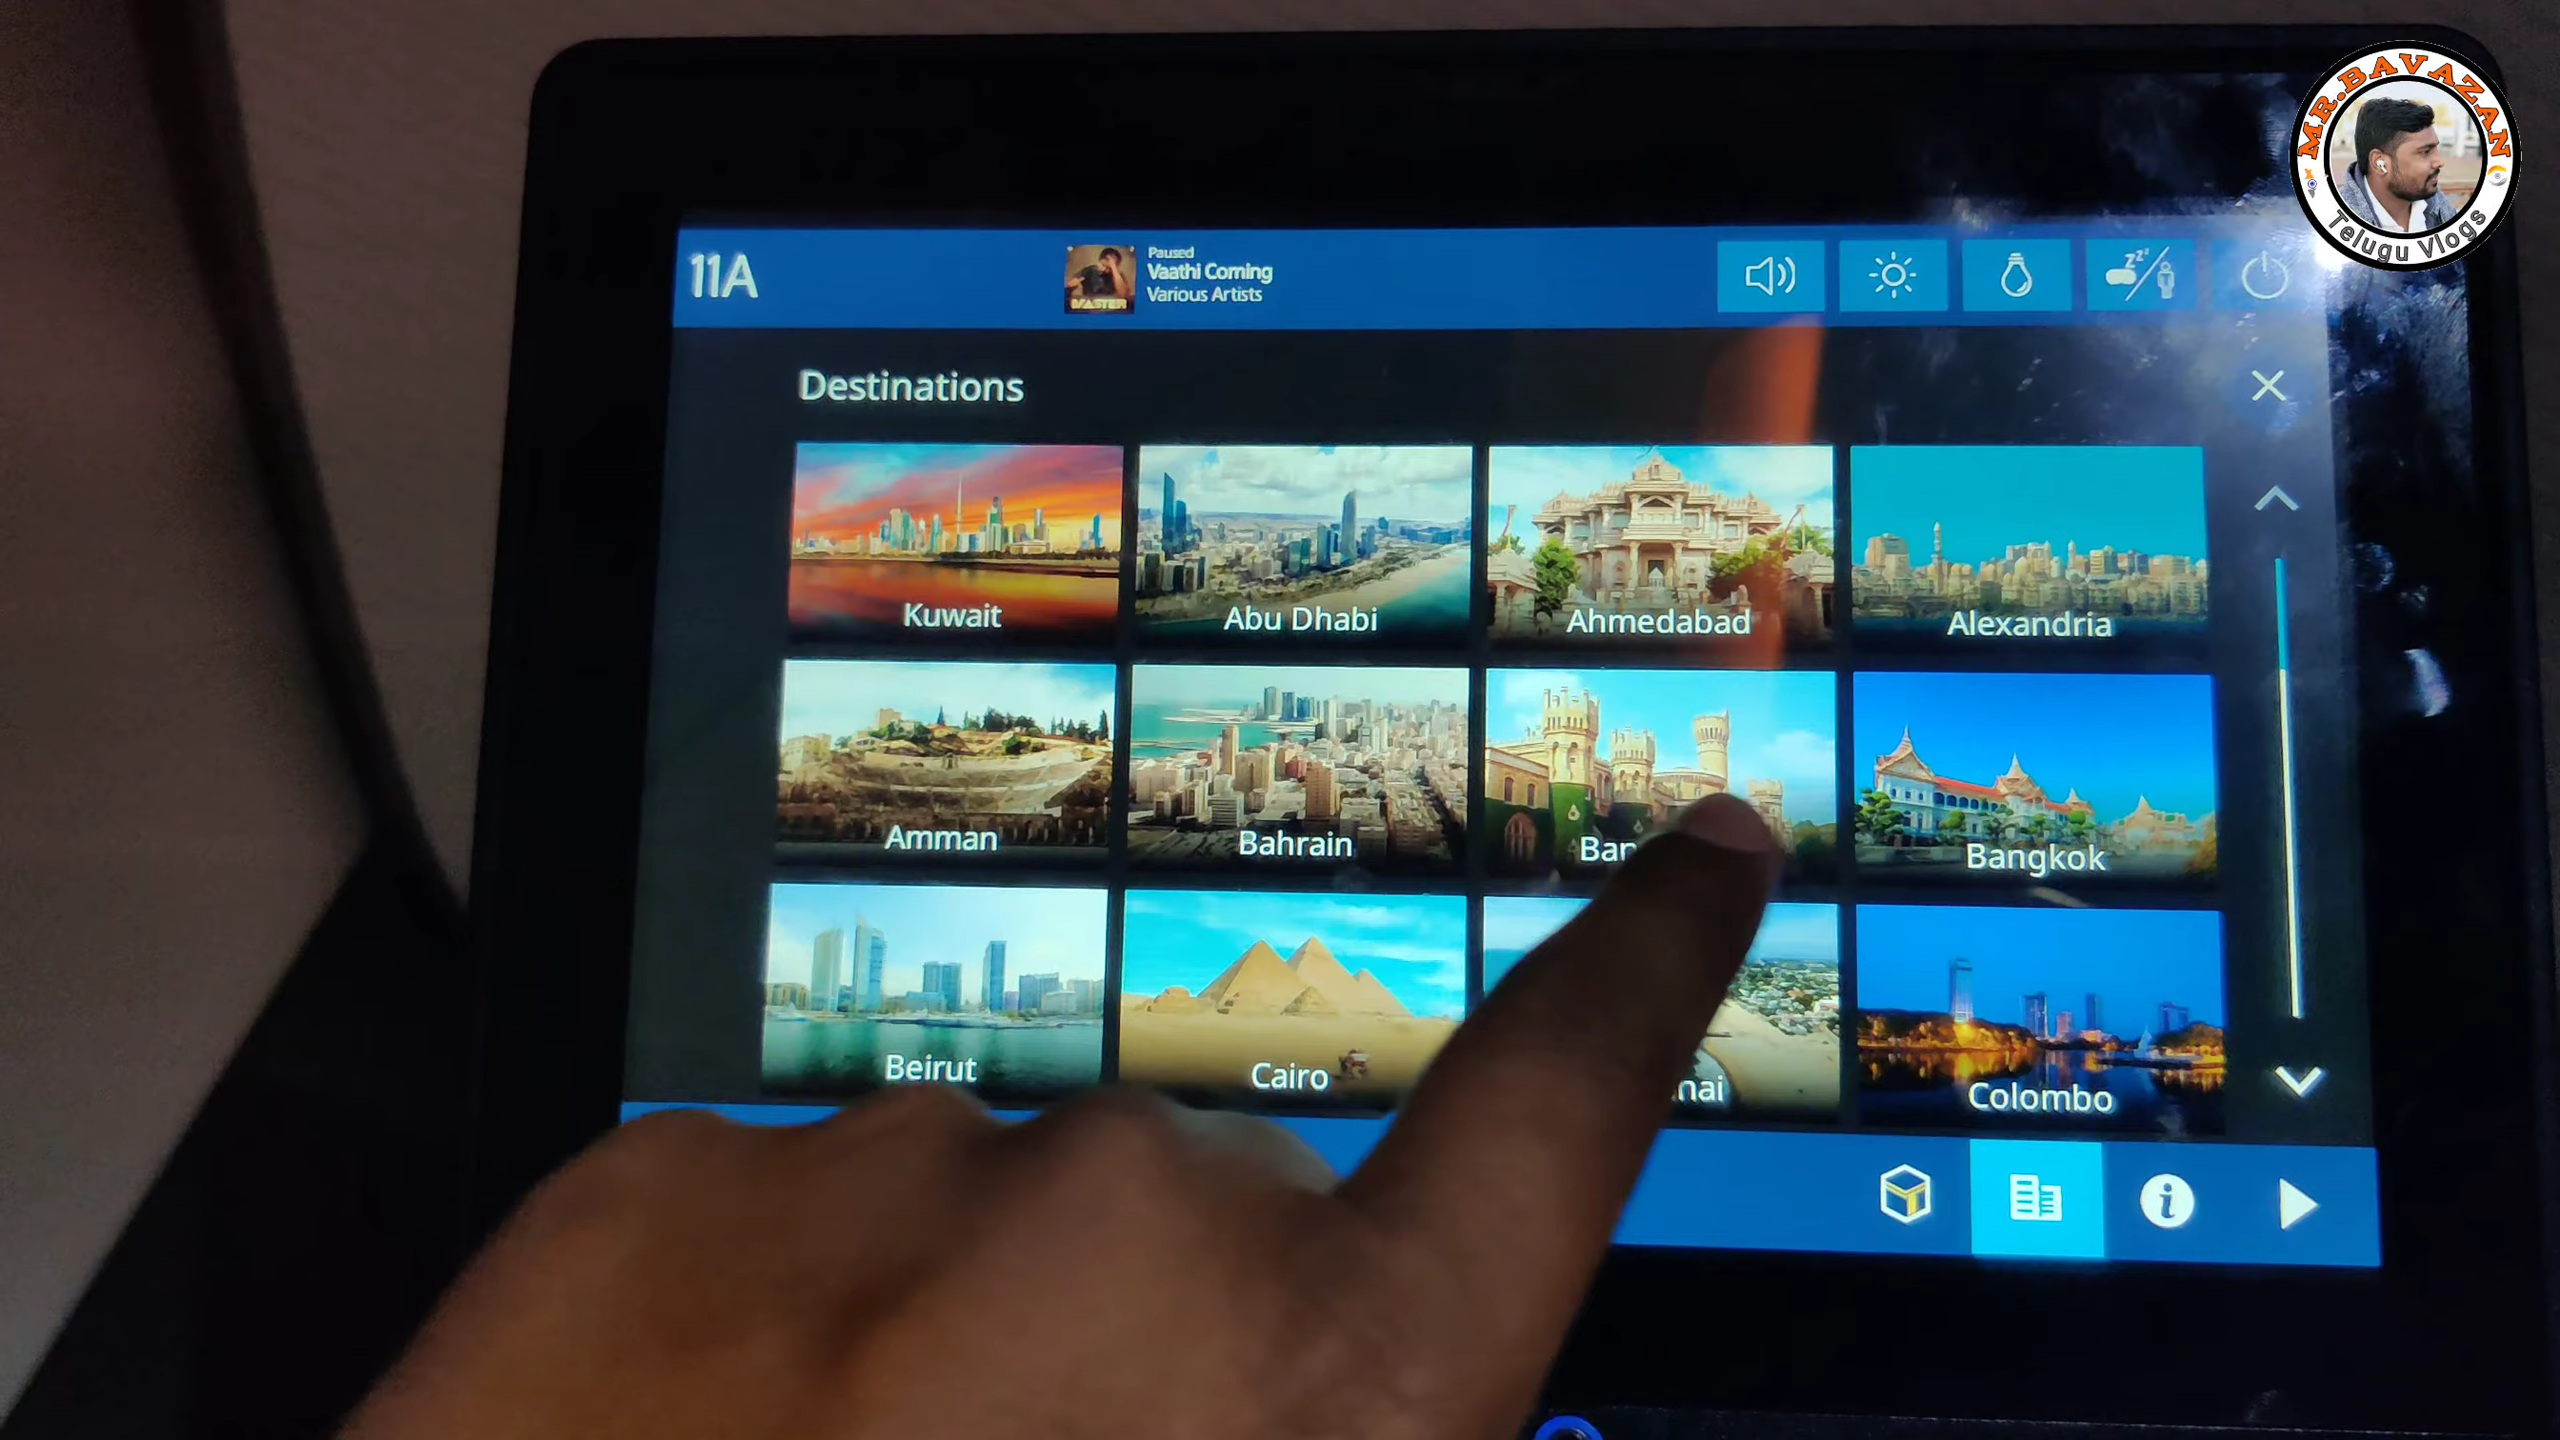 MR.BAVAZAN
Telugu Vlogs
11A
Paused
Vaathi Coming
Various Artists
MASTER
Destinations
Kuwait
Abu Dhabi
Ahmedabad
Alexandria
Amman
Bahrain
Bangkok
Beirut
Cairo
Colombo